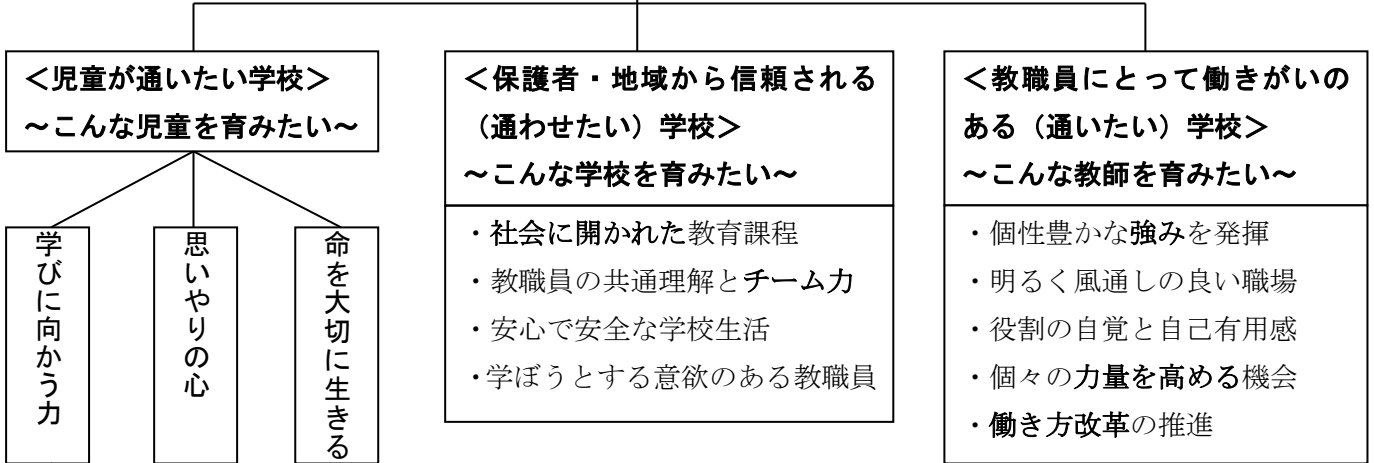 ＜児童が通いたい学校＞
～こんな児童を育みたい～
学びに向かう力
思いやりの心
命を大切に生きる
＜保護者・地域から信頼される
（通わせたい）学校＞
～こんな学校を育みたい～
・社会に開かれた教育課程
・教職員の共通理解とチーム力
・安心で安全な学校生活
・学ぼうとする意欲のある教職員
＜教職員にとって働きがいの
ある（通いたい）学校＞
～こんな教師を育みたい～
・個性豊かな強みを発揮
・明るく風通しの良い職場
・役割の自覚と自己有用感
・個々の力量を高める機会
・働き方改革の推進